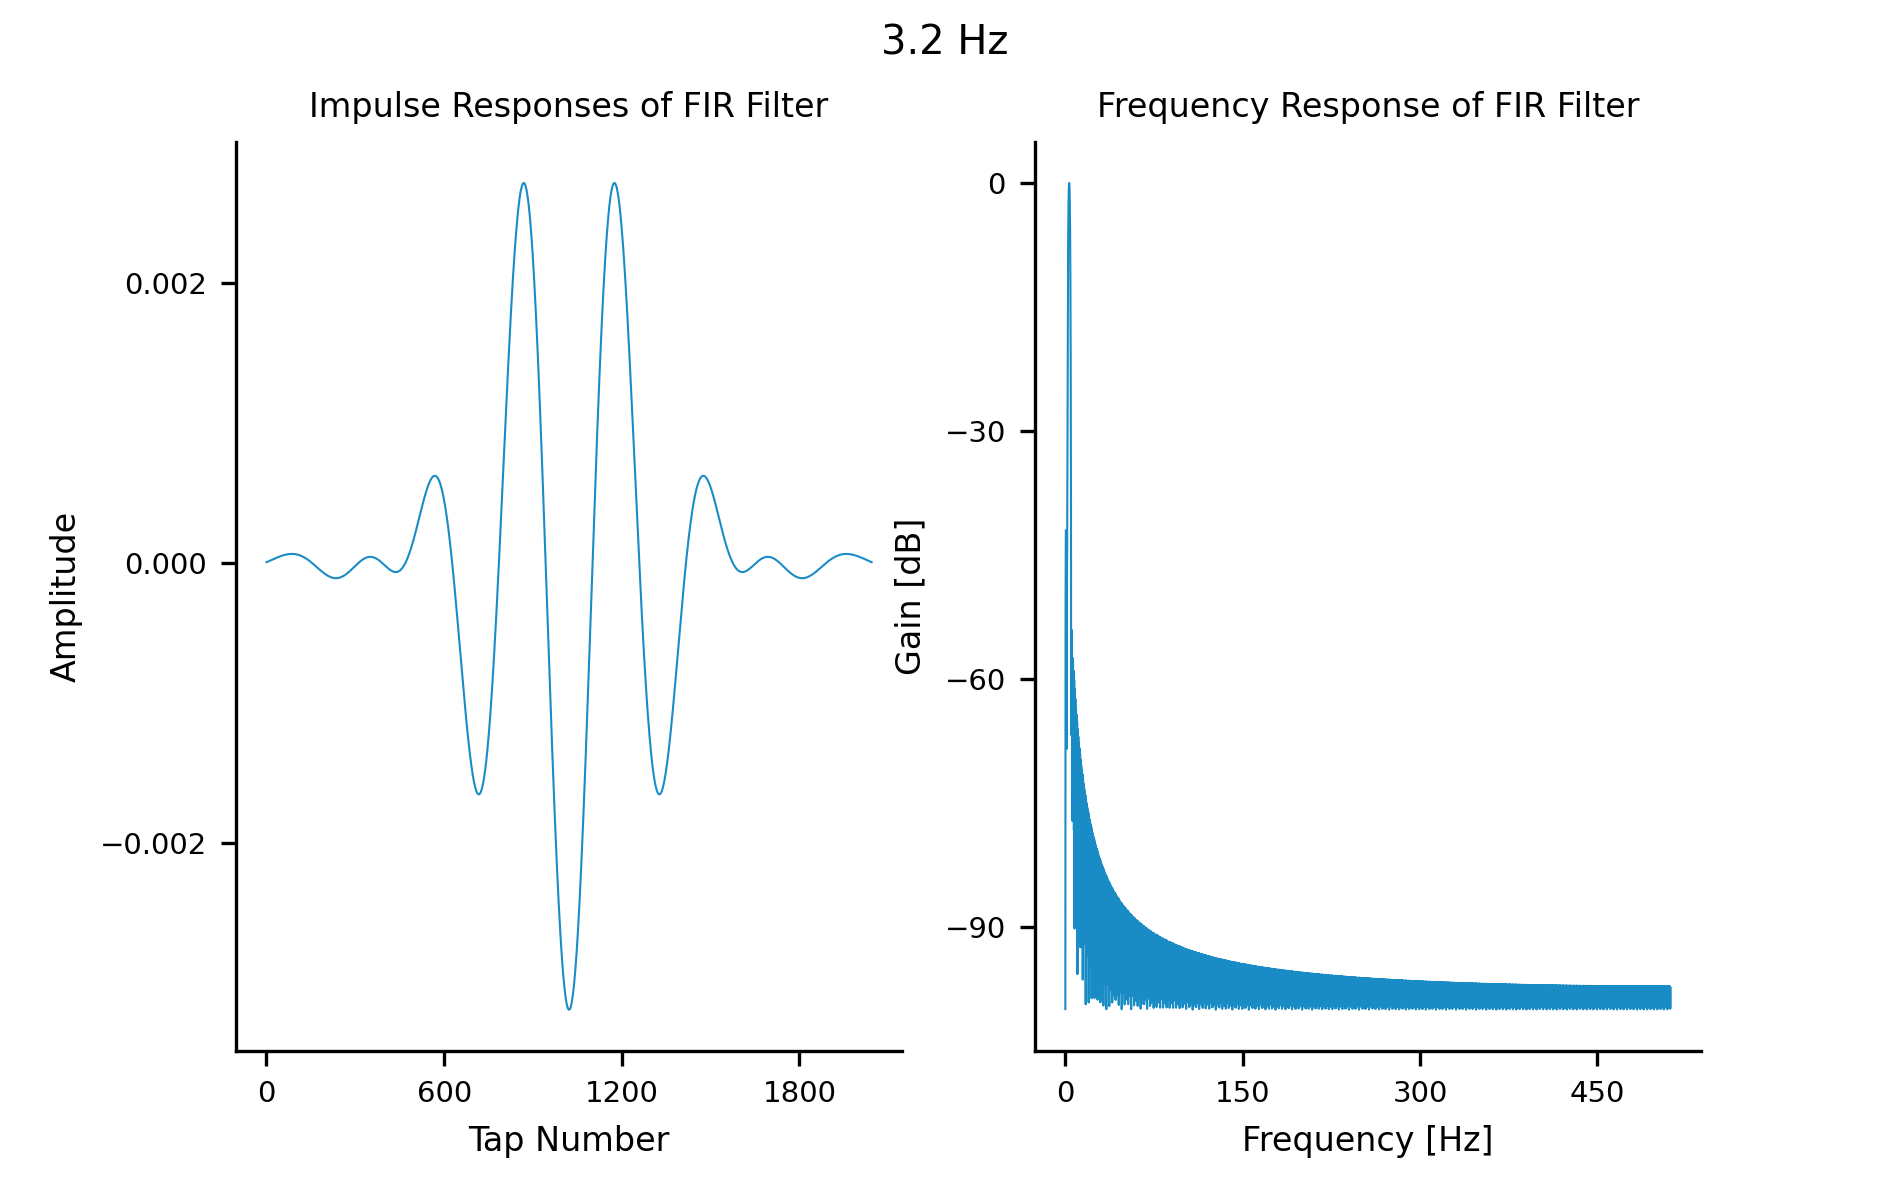 3.2 Hz
Impulse Responses of FIR Filter
Amplitude
0.002
0.000
−0.002
0
600
1200
1800
Tap Number
Frequency Response of FIR Filter
Gain [dB]
0
−30
−60
−90
0
150
300
450
Frequency [Hz]